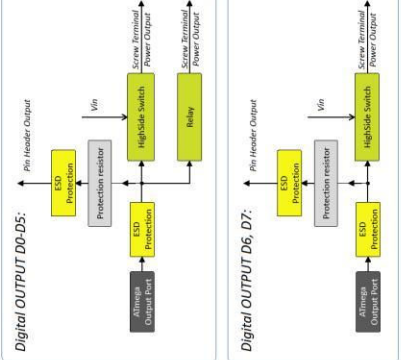 Digital OUTPUT D0-D5:
Pin Header Output
ESD
Protection
Protection resistor
Vin
ATmega
Output Port
ESD
Protection
HighSide Switch
Screw Terminal
Power Output
Relay
Screw Terminal
Power Output
Digital OUTPUT D6, D7:
Pin Header Output
ESD
Protection
Protection resistor
Vin
ATmega
Output Port
ESD
Protection
HighSide Switch
Screw Terminal
Power Output